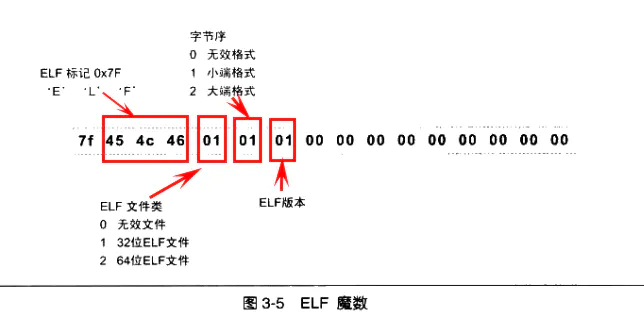 字节序
0 无效格式
1 小端格式
2 大端格式
ELF 标记 0x7F
'E' 'L' 'F'
7f 45 4c 46 01 01 01 00 00 00 00 00 00 00 00 00
ELF 文件类
0 无效文件
1 32位ELF文件
2 64位ELF文件
ELF版本
图 3-5 ELF 魔数